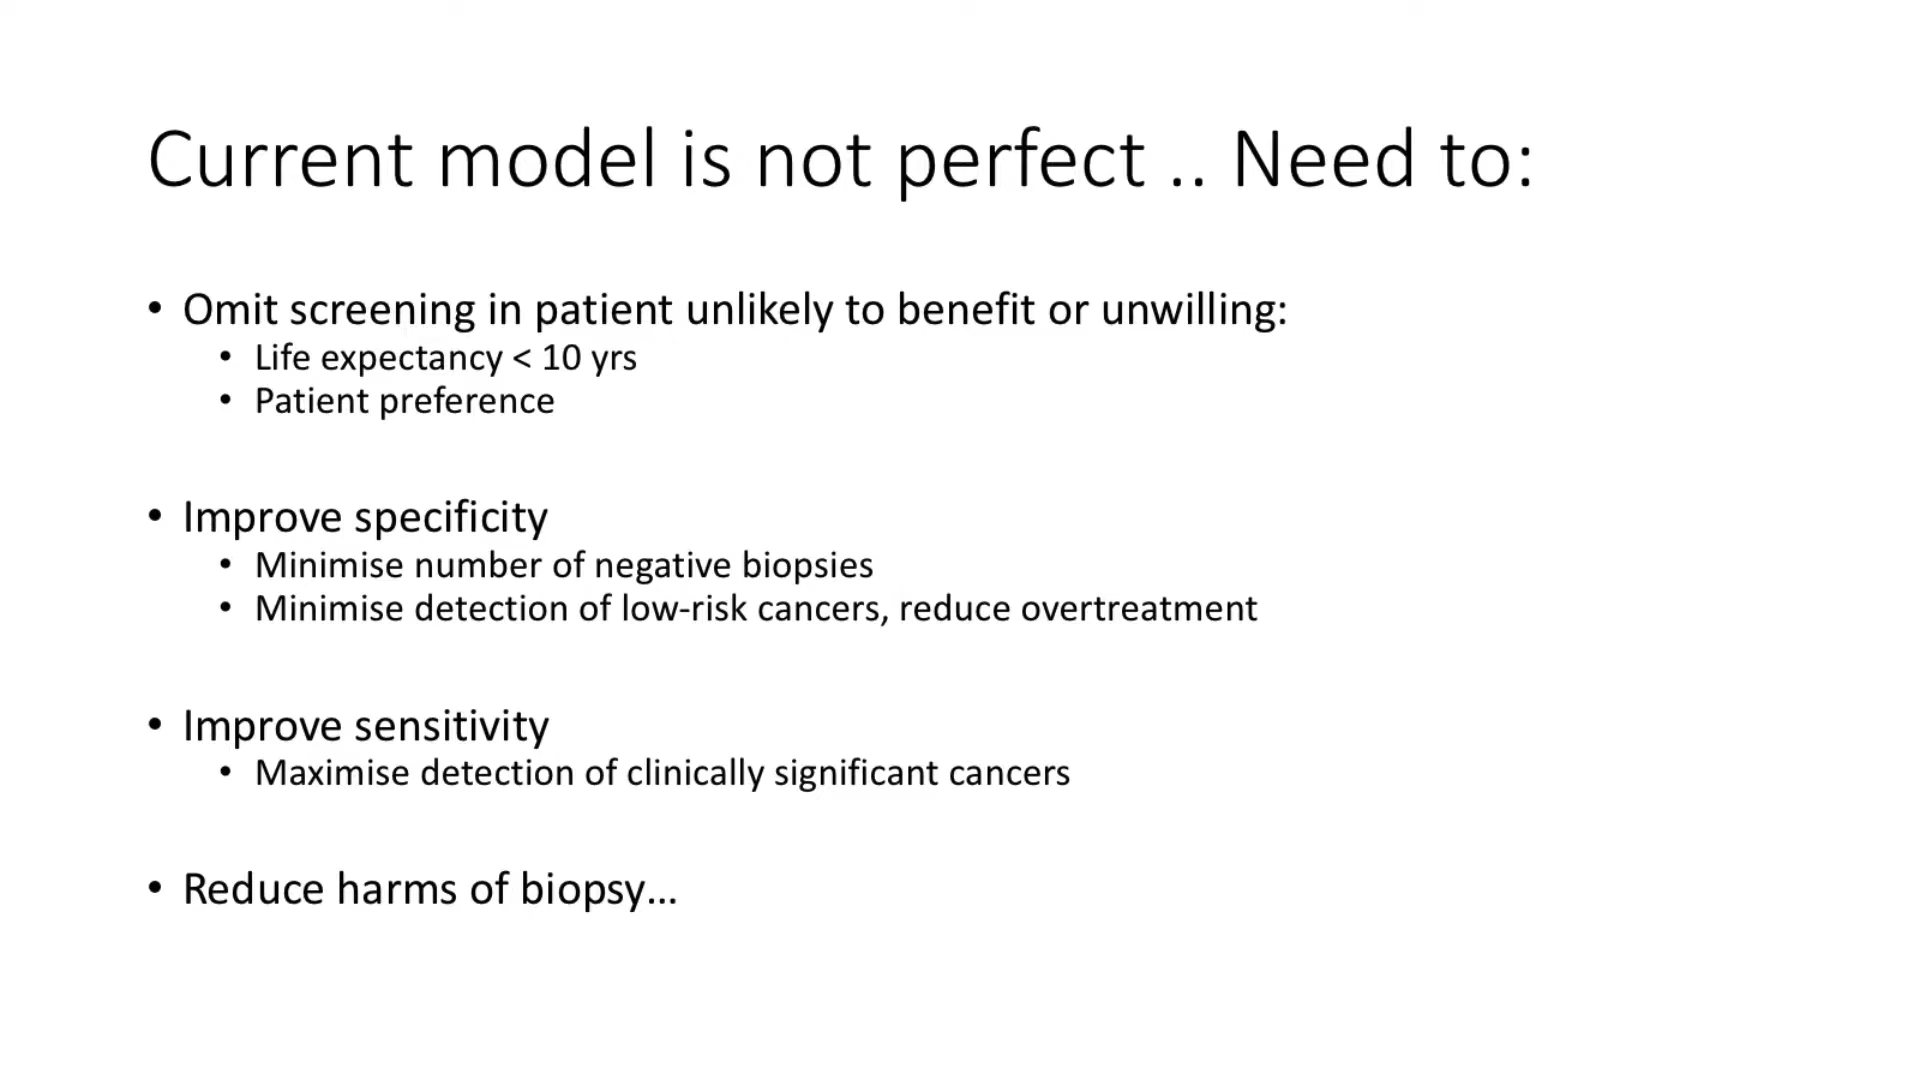 Current model is not perfect .. Need to:
• Omit screening in patient unlikely to benefit or unwilling:
• Life expectancy < 10 yrs
• Patient preference
• Improve specificity
• Minimise number of negative biopsies
• Minimise detection of low-risk cancers, reduce overtreatment
• Improve sensitivity
• Maximise detection of clinically significant cancers
• Reduce harms of biopsy…